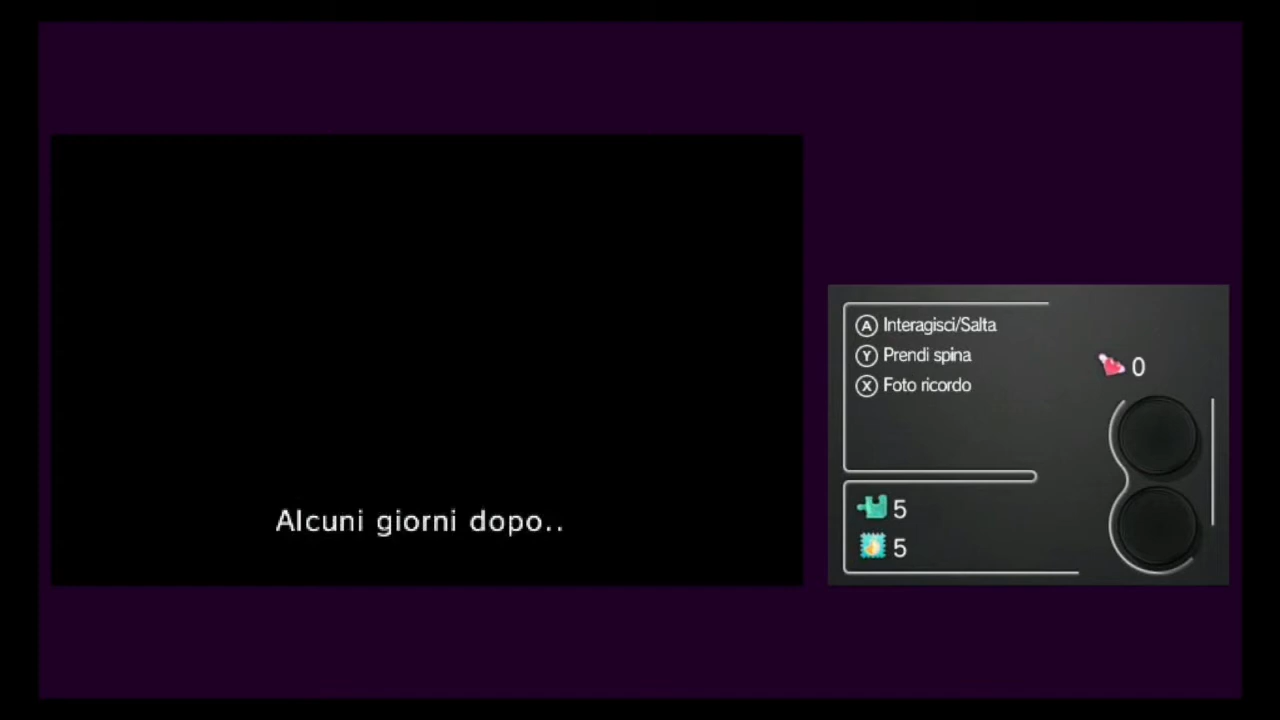 Alcuni giorni dopo..
A Interagisci/Salta
Y Prendi spina
X Foto ricordo
0
5
5